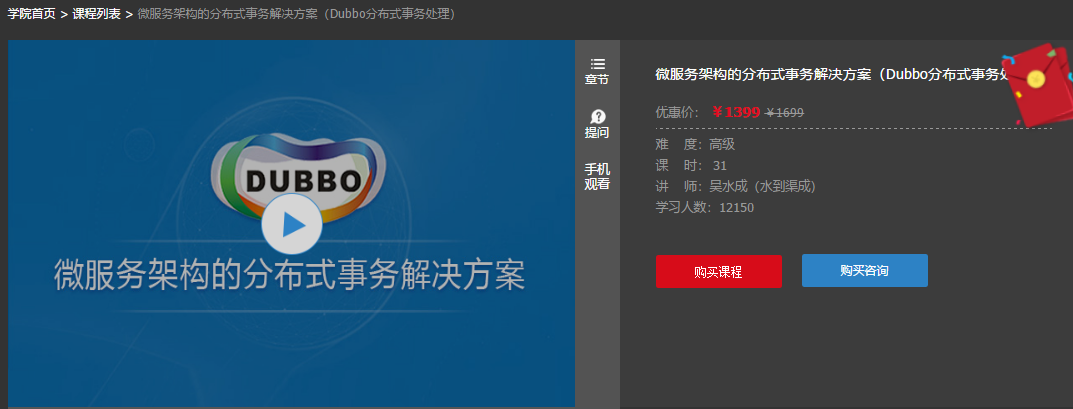 学院首页 > 课程列表 > 微服务架构的分布式事务解决方案（Dubbo分布式事务处理）
DUBBO
微服务架构的分布式事务解决方案
章节
提问
手机
观看
微服务架构的分布式事务解决方案（Dubbo分布式事务处
优惠价： ￥1399 ￥1699
难 度：高级
课 时： 31
讲 师：吴水成（水到渠成）
学习人数：12150
购买课程
购买咨询